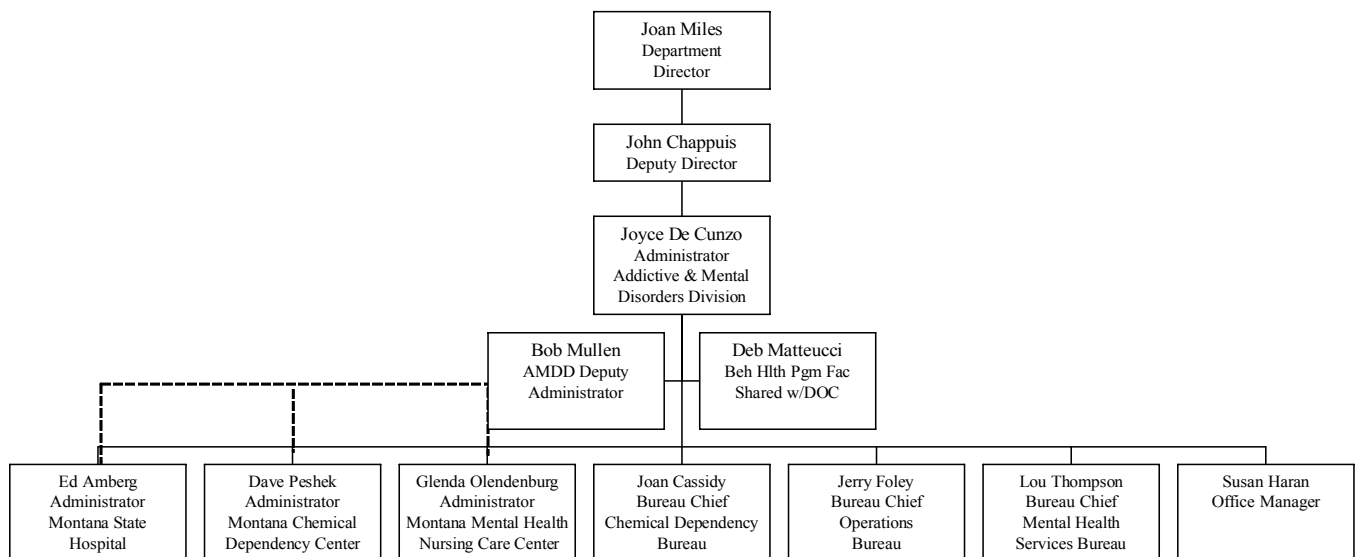 Joan Miles
Department
Director
John Chappuis
Deputy Director
Joyce De Cunzo
Administrator
Addictive & Mental
Disorders Division
Bob Mullen
AMDD Deputy
Administrator
Deb Matteucci
Beh Hlth Pgm Fac
Shared w/DOC
Ed Amberg
Administrator
Montana State
Hospital
Dave Peshek
Administrator
Montana Chemical
Dependency Center
Glenda Olendenburg
Administrator
Montana Mental Health
Nursing Care Center
Joan Cassidy
Bureau Chief
Chemical Dependency
Bureau
Jerry Foley
Bureau Chief
Operations
Bureau
Lou Thompson
Bureau Chief
Mental Health
Services Bureau
Susan Haran
Office Manager